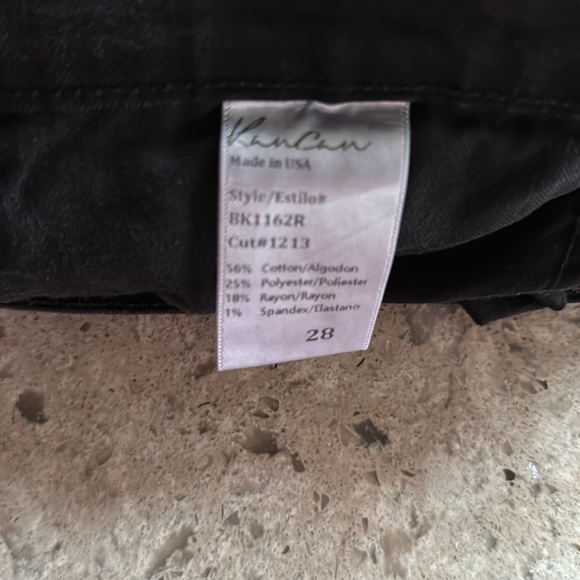 KanCan
Made in USA
Style/Estilo#
BK1162R
Cut#1213
56% Cotton/Algodon
25% Polyester/Poliester
18% Rayon/Rayon
1% Spandex/Elastano
28